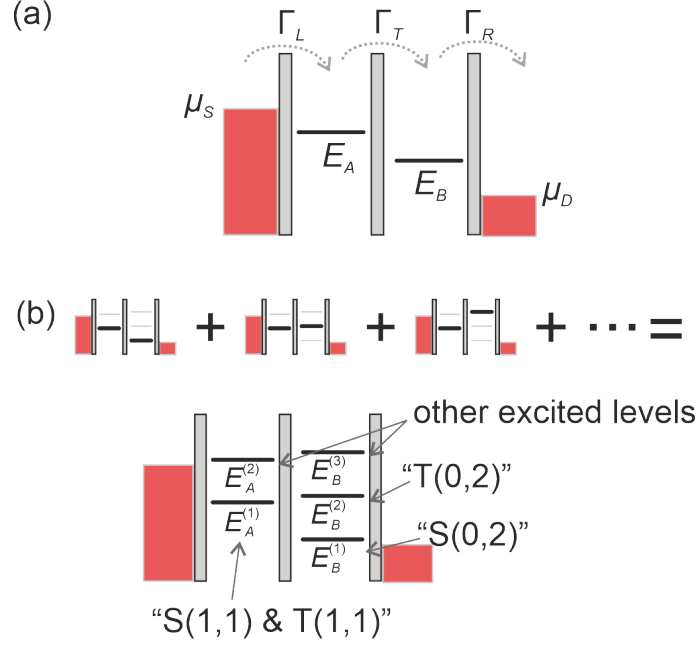 (a)
Γ_L Γ_T Γ_R
μ_S
E_A
E_B
μ_D
(b)
+ + + ··· =
other excited levels
E_A^(2) E_B^(3)
"T(0,2)"
E_A^(1) E_B^(2)
"S(0,2)"
E_B^(1)
"S(1,1) & T(1,1)"